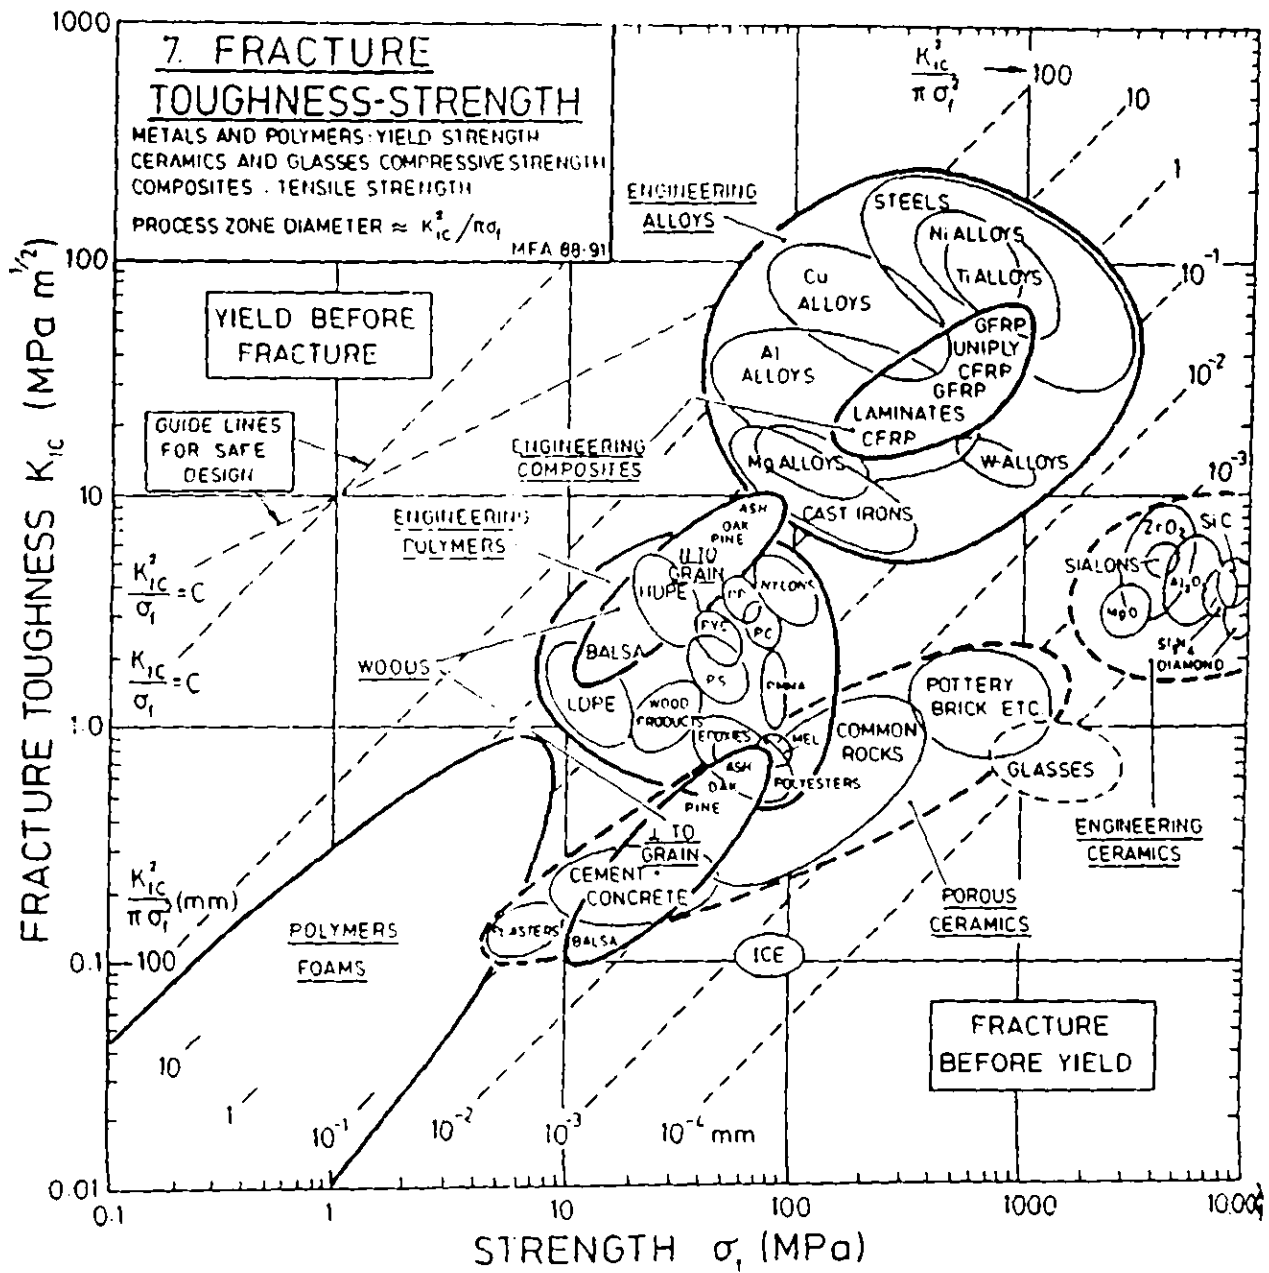 7. FRACTURE
TOUGHNESS-STRENGTH
METALS AND POLYMERS: YIELD STRENGTH
CERAMICS AND GLASSES COMPRESSIVE STRENGTH
COMPOSITES . TENSILE STRENGTH
PROCESS ZONE DIAMETER ≈ K²IC/πσf
MFA 88-91
K²IC/πσ²f → 100
10
1
10⁻¹
10⁻²
10⁻³
ENGINEERING
ALLOYS
STEELS
Ni ALLOYS
Ti ALLOYS
Cu
ALLOYS
Al
ALLOYS
GFRP
UNIPLY
CFRP
GFRP
LAMINATES
CFRP
Mg ALLOYS
W-ALLOYS
CAST IRONS
YIELD BEFORE
FRACTURE
GUIDE LINES
FOR SAFE
DESIGN
ENGINEERING
COMPOSITES
ENGINEERING
POLYMERS
K²IC/σf = C
KIC/σf = C
WOODS
ASH
OAK
PINE
TO
GRAIN
BALSA
LDPE
NYLONS
PP
PVC
PC
PS
PMMA
WOOD
PRODUCTS
EPOXIES
MEL
POLYESTERS
ASH
OAK
PINE
⊥ TO
GRAIN
CEMENT
CONCRETE
PLASTERS
BALSA
ICE
COMMON
ROCKS
POTTERY
BRICK ETC
GLASSES
ZrO₂
SiC
SIALONS
Al₂O₃
MgO
Si₃N₄
DIAMOND
ENGINEERING
CERAMICS
POROUS
CERAMICS
FRACTURE
BEFORE YIELD
POLYMERS
FOAMS
K²IC/πσ²f (mm)
100
10
1
10⁻¹
10⁻²
10⁻³
10⁻⁴ mm
FRACTURE TOUGHNESS KIC (MPa m^1/2)
1000
100
10
1.0
0.1
0.01
0.1
1
10
100
1000
10.000
STRENGTH σf (MPa)